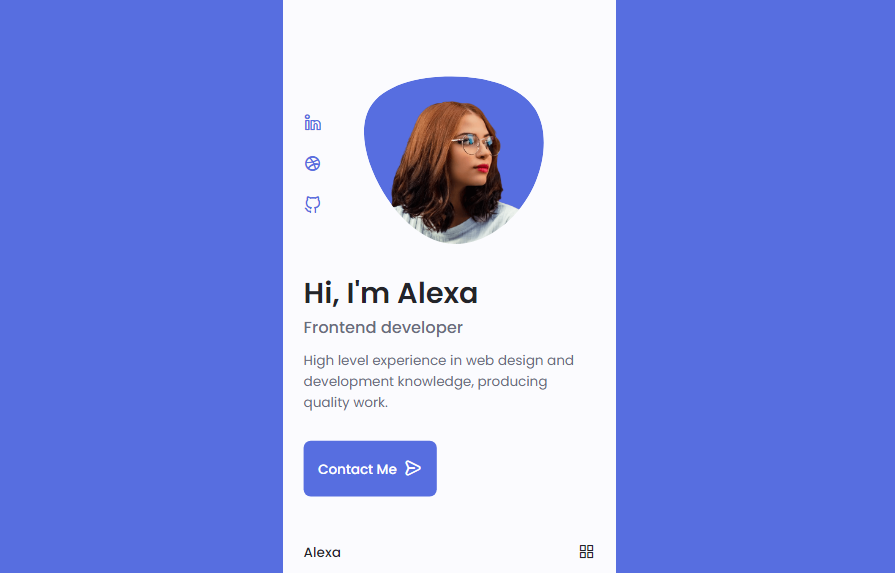 Hi, I'm Alexa
Frontend developer
High level experience in web design and
development knowledge, producing
quality work.
Contact Me
Alexa